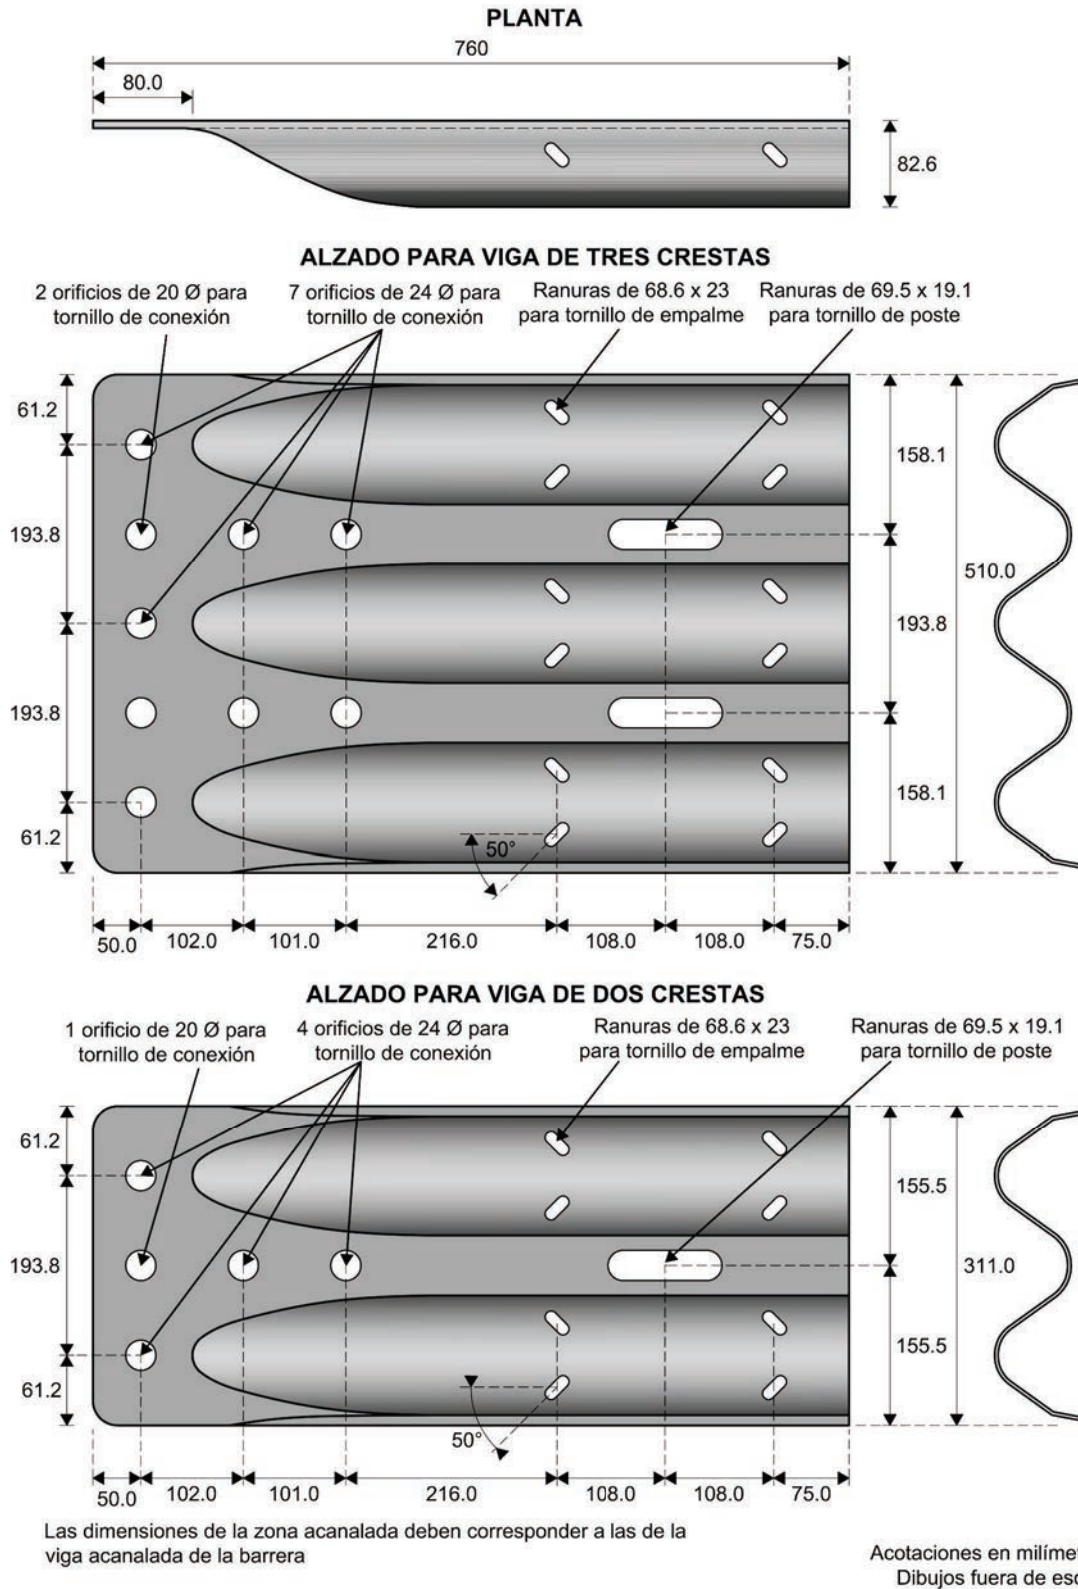 PLANTA
760
80.0
82.6
ALZADO PARA VIGA DE TRES CRESTAS
2 orificios de 20 Ø para
tornillo de conexión
7 orificios de 24 Ø para
tornillo de conexión
Ranuras de 68.6 x 23
para tornillo de empalme
Ranuras de 69.5 x 19.1
para tornillo de poste
61.2
193.8
193.8
61.2
158.1
193.8
158.1
510.0
50°
50.0
102.0
101.0
216.0
108.0
108.0
75.0
ALZADO PARA VIGA DE DOS CRESTAS
1 orificio de 20 Ø para
tornillo de conexión
4 orificios de 24 Ø para
tornillo de conexión
Ranuras de 68.6 x 23
para tornillo de empalme
Ranuras de 69.5 x 19.1
para tornillo de poste
61.2
193.8
61.2
155.5
155.5
311.0
50°
50.0
102.0
101.0
216.0
108.0
108.0
75.0
Las dimensiones de la zona acanalada deben corresponder a las de la
viga acanalada de la barrera
Acotaciones en milíme
Dibujos fuera de es